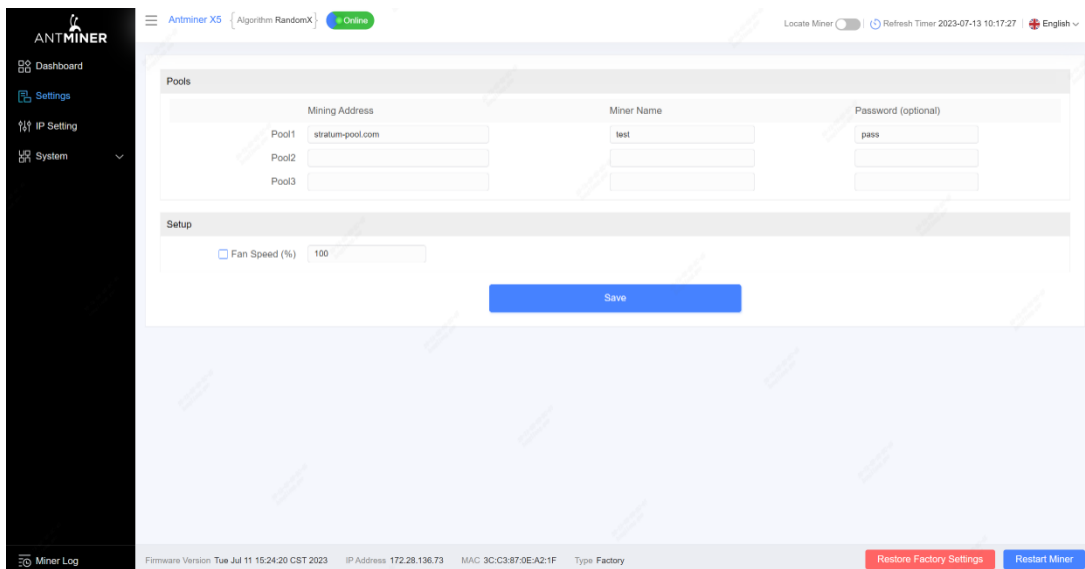 ANTMINER
Antminer X5 {Algorithm RandomX} Online
Locate Miner Refresh Timer 2023-07-13 10:17:27 English
Dashboard
Settings
IP Setting
System
Miner Log
Pools
Mining Address Miner Name Password (optional)
Pool1 stratum-pool.com test pass
Pool2
Pool3
Setup
Fan Speed (%) 100
Save
Firmware Version Tue Jul 11 15:24:20 CST 2023 IP Address 172.28.136.73 MAC 3C:C3:87:0E:A2:1F Type Factory
Restore Factory Settings Restart Miner